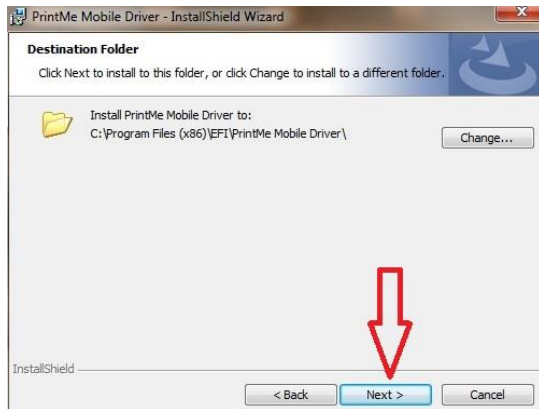 PrintMe Mobile Driver - InstallShield Wizard
Destination Folder
Click Next to install to this folder, or click Change to install to a different folder.
Install PrintMe Mobile Driver to:
C:\Program Files (x86)\EFI\PrintMe Mobile Driver\
Change...
InstallShield
< Back
Next >
Cancel